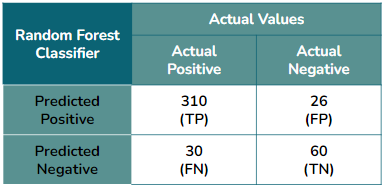 Random Forest
Classifier
Actual Values
Actual
Positive
Actual
Negative
Predicted
Positive
310
(TP)
26
(FP)
Predicted
Negative
30
(FN)
60
(TN)